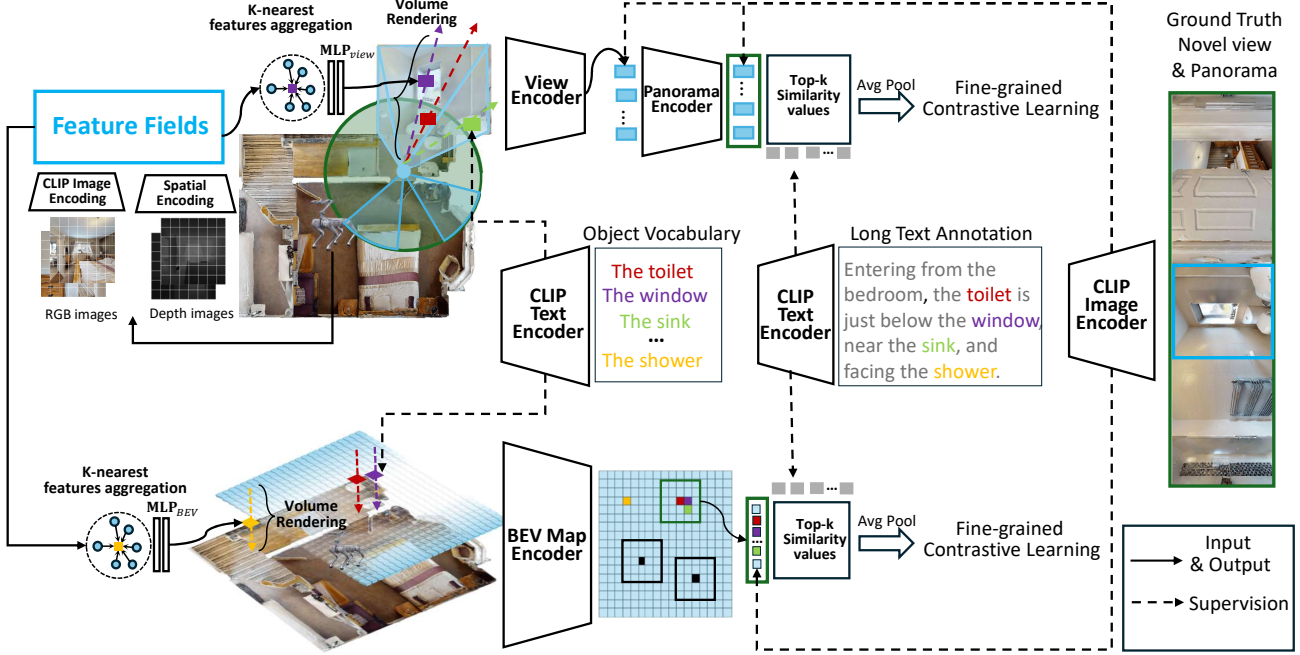 K-nearest
features aggregation
MLP_view
Volume
Rendering
Feature Fields
CLIP Image
Encoding
Spatial
Encoding
RGB images
Depth images
View
Encoder
Panorama
Encoder
Top-k
Similarity
values
Avg Pool
Fine-grained
Contrastive Learning
Ground Truth
Novel view
& Panorama
CLIP
Text
Encoder
Object Vocabulary
The toilet
The window
The sink
...
The shower
CLIP
Text
Encoder
Long Text Annotation
Entering from the
bedroom, the toilet is
just below the window,
near the sink, and
facing the shower.
CLIP
Image
Encoder
K-nearest
features aggregation
MLP_BEV
Volume
Rendering
BEV Map
Encoder
Top-k
Similarity
values
Avg Pool
Fine-grained
Contrastive Learning
Input
& Output
Supervision